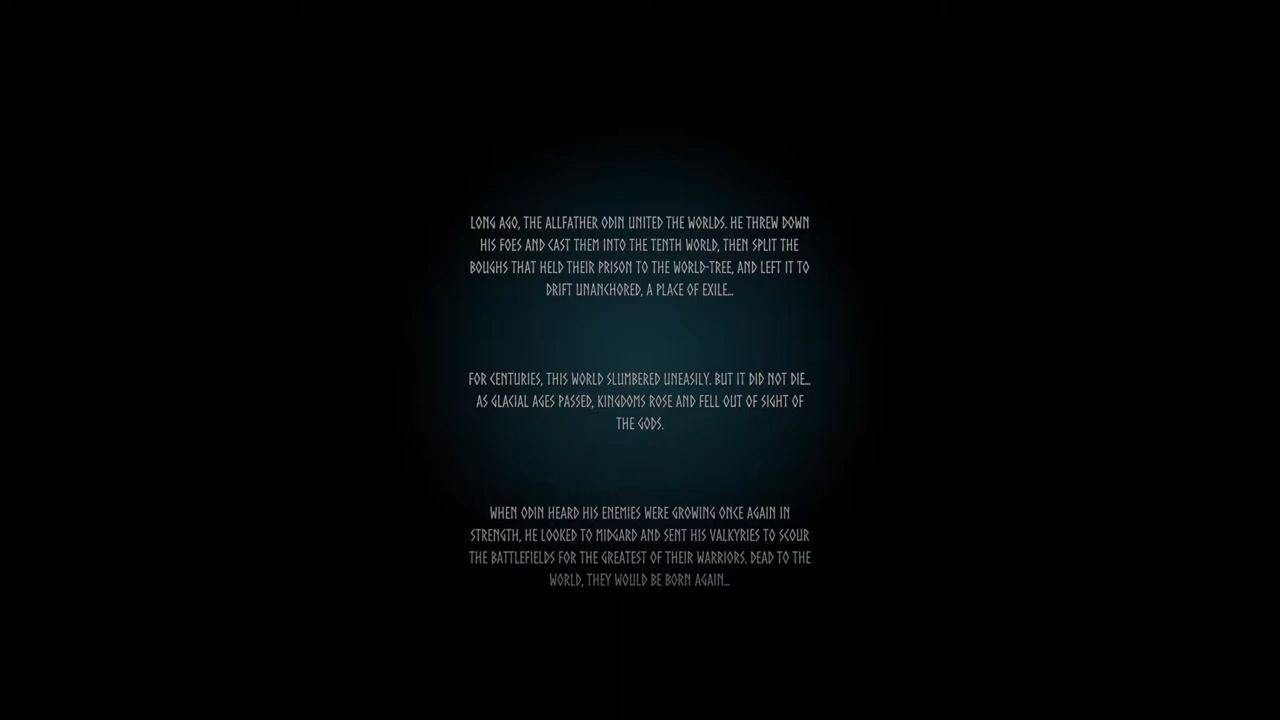 LONG AGO, THE ALLFATHER ODIN UNITED THE WORLDS. HE THREW DOWN
HIS FOES AND CAST THEM INTO THE TENTH WORLD, THEN SPLIT THE
BOUGHS THAT HELD THEIR PRISON TO THE WORLD-TREE, AND LEFT IT TO
DRIFT UNANCHORED, A PLACE OF EXILE...
FOR CENTURIES, THIS WORLD SLUMBERED UNEASILY. BUT IT DID NOT DIE...
AS GLACIAL AGES PASSED, KINGDOMS ROSE AND FELL OUT OF SIGHT OF
THE GODS.
WHEN ODIN HEARD HIS ENEMIES WERE GROWING ONCE AGAIN IN
STRENGTH, HE LOOKED TO MIDGARD AND SENT HIS VALKYRIES TO SCOUR
THE BATTLEFIELDS FOR THE GREATEST OF THEIR WARRIORS. DEAD TO THE
WORLD, THEY WOULD BE BORN AGAIN...